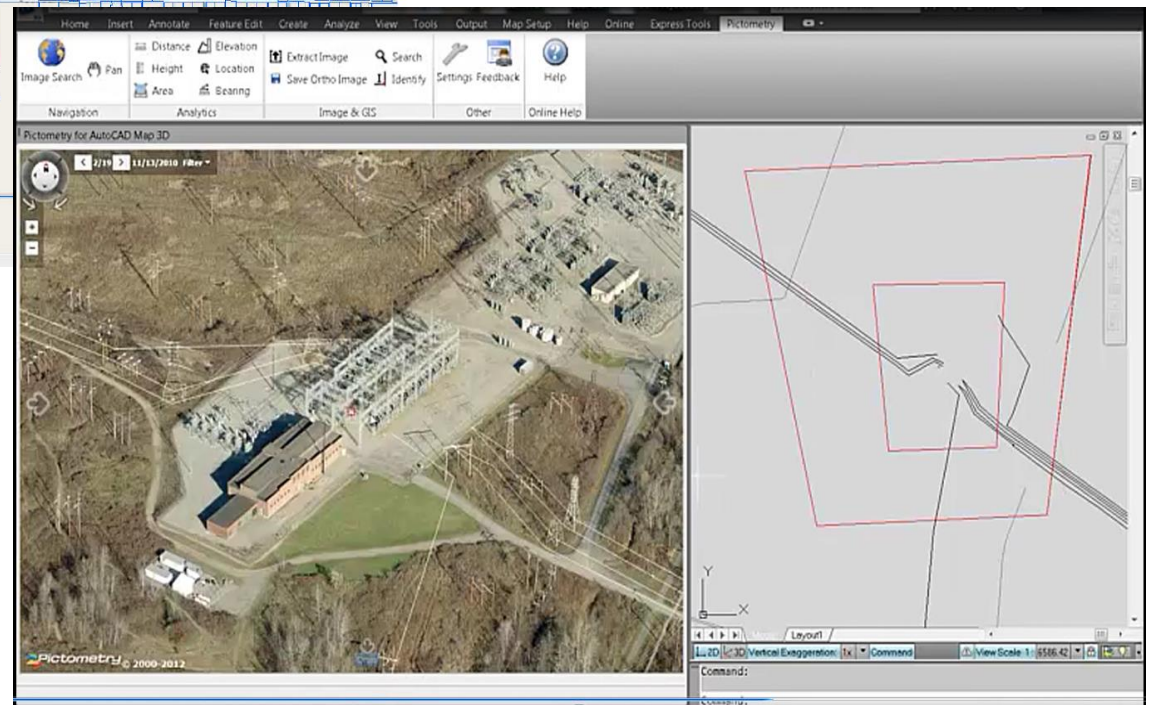 Home Insert Annotate Feature Edit Create Analyze View Tools Output Map Setup Help Online Express Tools Pictometry
Distance Elevation
Extract Image Search
Image Search Pan Height Location Settings Feedback Help
Save Ortho Image Identify
Area Bearing
Navigation Analytics Image & GIS Other Online Help
Pictometry for AutoCAD Map 3D
2/19 11/13/2010 Filter
Y
X
Layout1
Pictometry © 2000-2012
2D 3D Vertical Exaggeration: 1x Command View Scale 1: 6586.42
Command:
Command: